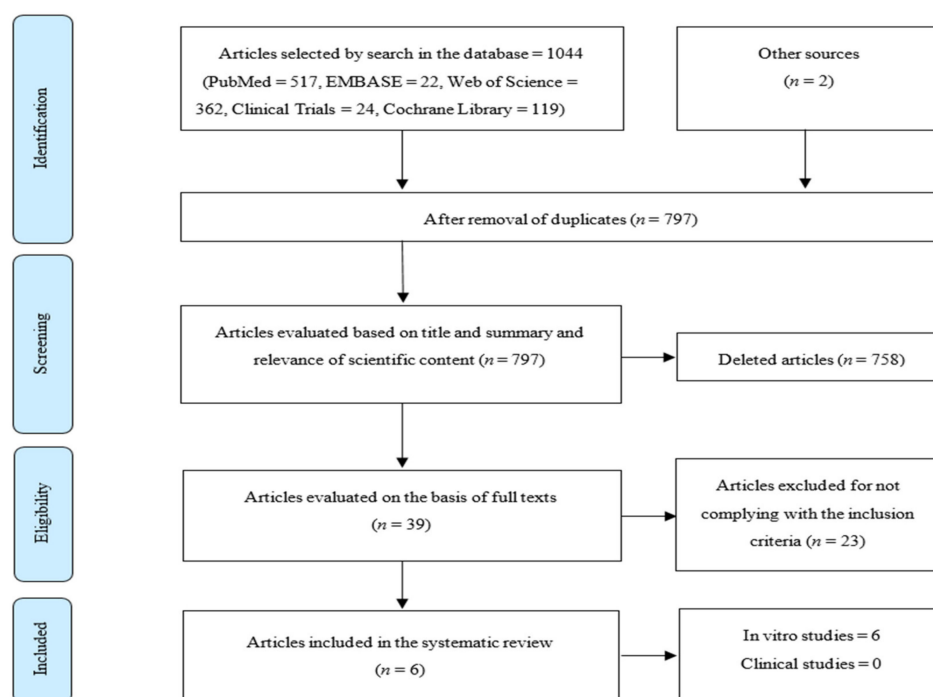 Identification
Articles selected by search in the database = 1044
(PubMed = 517, EMBASE = 22, Web of Science =
362, Clinical Trials = 24, Cochrane Library = 119)
Other sources
(n = 2)
After removal of duplicates (n = 797)
Screening
Articles evaluated based on title and summary and
relevance of scientific content (n = 797)
Deleted articles (n = 758)
Eligibility
Articles evaluated on the basis of full texts
(n = 39)
Articles excluded for not
complying with the inclusion
criteria (n = 23)
Included
Articles included in the systematic review
(n = 6)
In vitro studies = 6
Clinical studies = 0